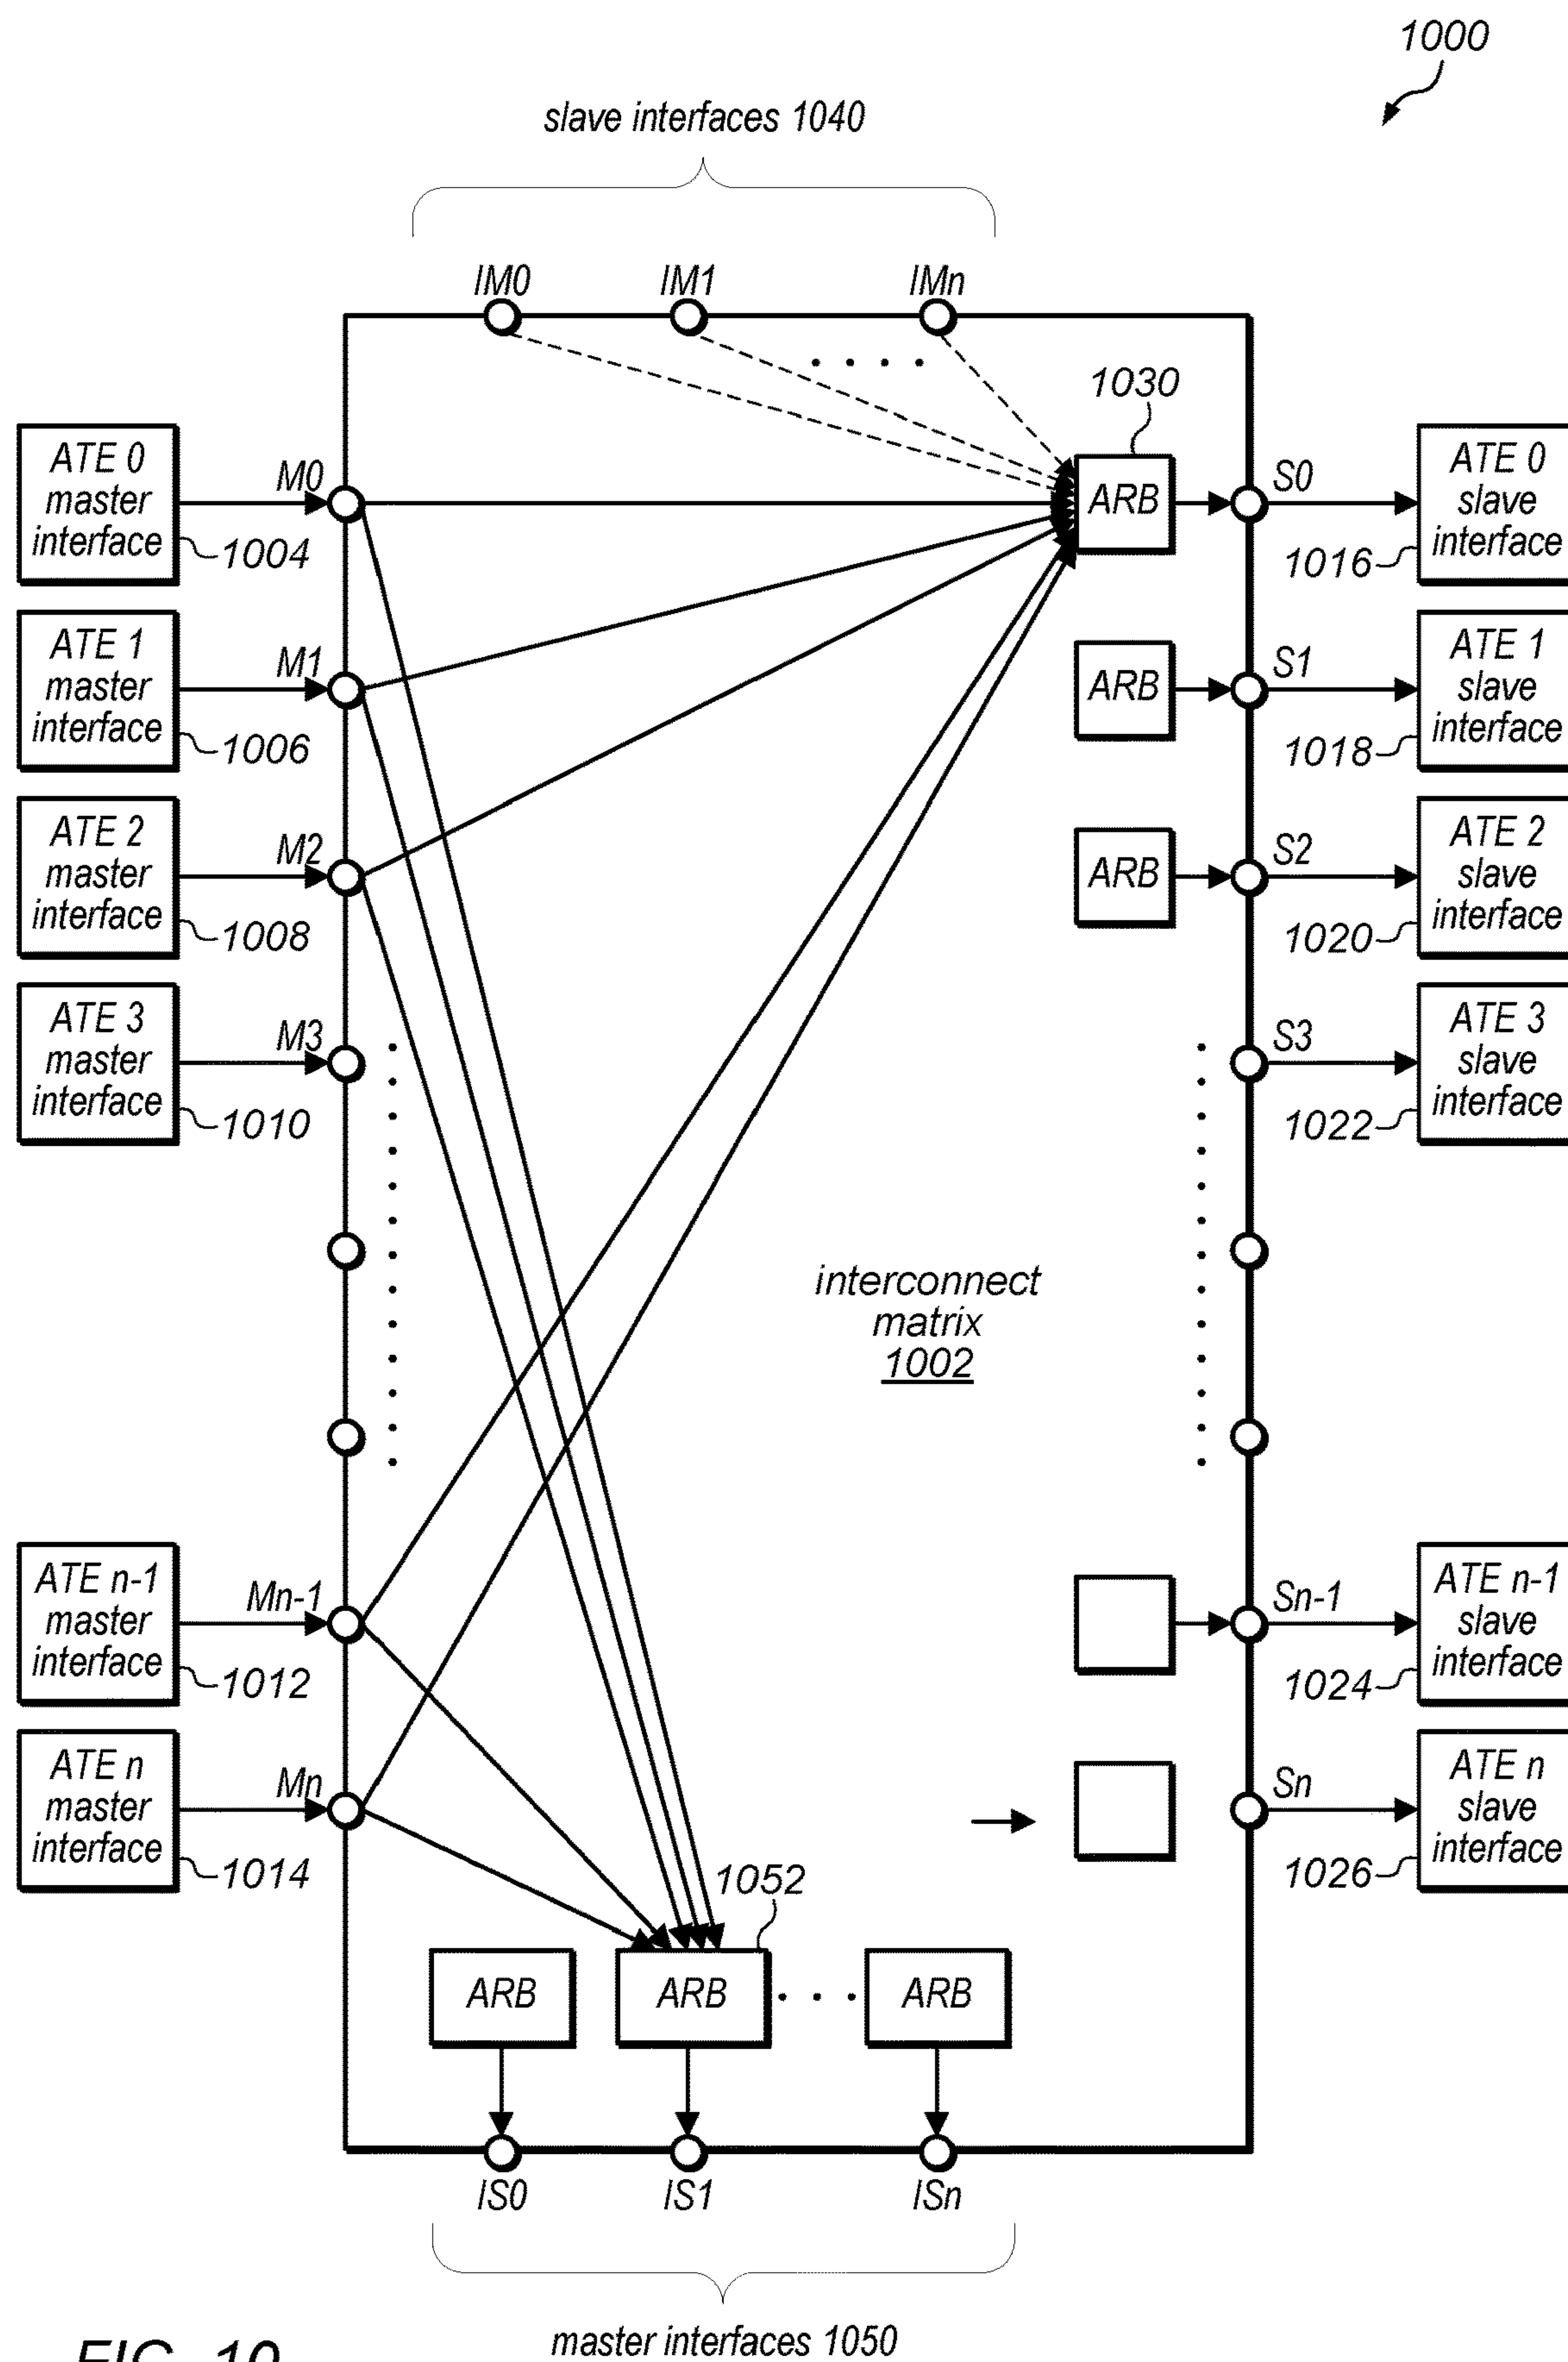 1000
slave interfaces 1040
IM0
IM1
IMn
1030
ATE 0
master
interface
1004
M0
ARB
S0
ATE 0
slave
interface
1016
ATE 1
master
interface
1006
M1
ARB
S1
ATE 1
slave
interface
1018
ATE 2
master
interface
1008
M2
ARB
S2
ATE 2
slave
interface
1020
ATE 3
master
interface
1010
M3
S3
ATE 3
slave
interface
1022
interconnect
matrix
1002
ATE n-1
master
interface
1012
Mn-1
Sn-1
ATE n-1
slave
interface
1024
ATE n
master
interface
1014
Mn
Sn
ATE n
slave
interface
1026
1052
ARB
ARB
ARB
IS0
IS1
ISn
master interfaces 1050
FIG. 10